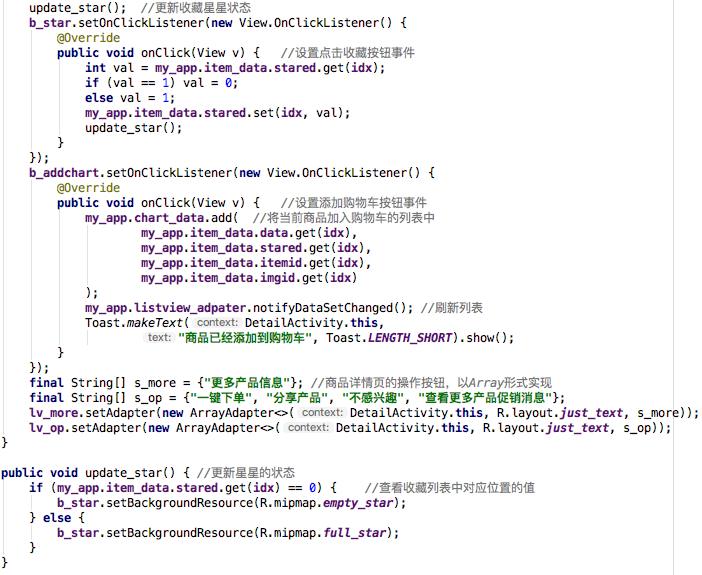 update_star();  //更新收藏星星状态
b_star.setOnClickListener(new View.OnClickListener() {
    @Override
    public void onClick(View v) {   //设置点击收藏按钮事件
        int val = my_app.item_data.stared.get(idx);
        if (val == 1) val = 0;
        else val = 1;
        my_app.item_data.stared.set(idx, val);
        update_star();
    }
});
b_addchart.setOnClickListener(new View.OnClickListener() {
    @Override
    public void onClick(View v) {   //设置添加购物车按钮事件
        my_app.chart_data.add(  //将当前商品加入购物车的列表中
                my_app.item_data.data.get(idx),
                my_app.item_data.stared.get(idx),
                my_app.item_data.itemid.get(idx),
                my_app.item_data.imgid.get(idx)
        );
        my_app.listview_adpater.notifyDataSetChanged(); //刷新列表
        Toast.makeText( context: DetailActivity.this,
                text: "商品已经添加到购物车", Toast.LENGTH_SHORT).show();
    }
});
final String[] s_more = {"更多产品信息"}; //商品详情页的操作按钮，以Array形式实现
final String[] s_op = {"一键下单", "分享产品", "不感兴趣", "查看更多产品促销消息"};
lv_more.setAdapter(new ArrayAdapter<>( context: DetailActivity.this, R.layout.just_text, s_more));
lv_op.setAdapter(new ArrayAdapter<>( context: DetailActivity.this, R.layout.just_text, s_op));
}
public void update_star() { //更新星星的状态
    if (my_app.item_data.stared.get(idx) == 0) {    //查看收藏列表中对应位置的值
        b_star.setBackgroundResource(R.mipmap.empty_star);
    } else {
        b_star.setBackgroundResource(R.mipmap.full_star);
    }
}